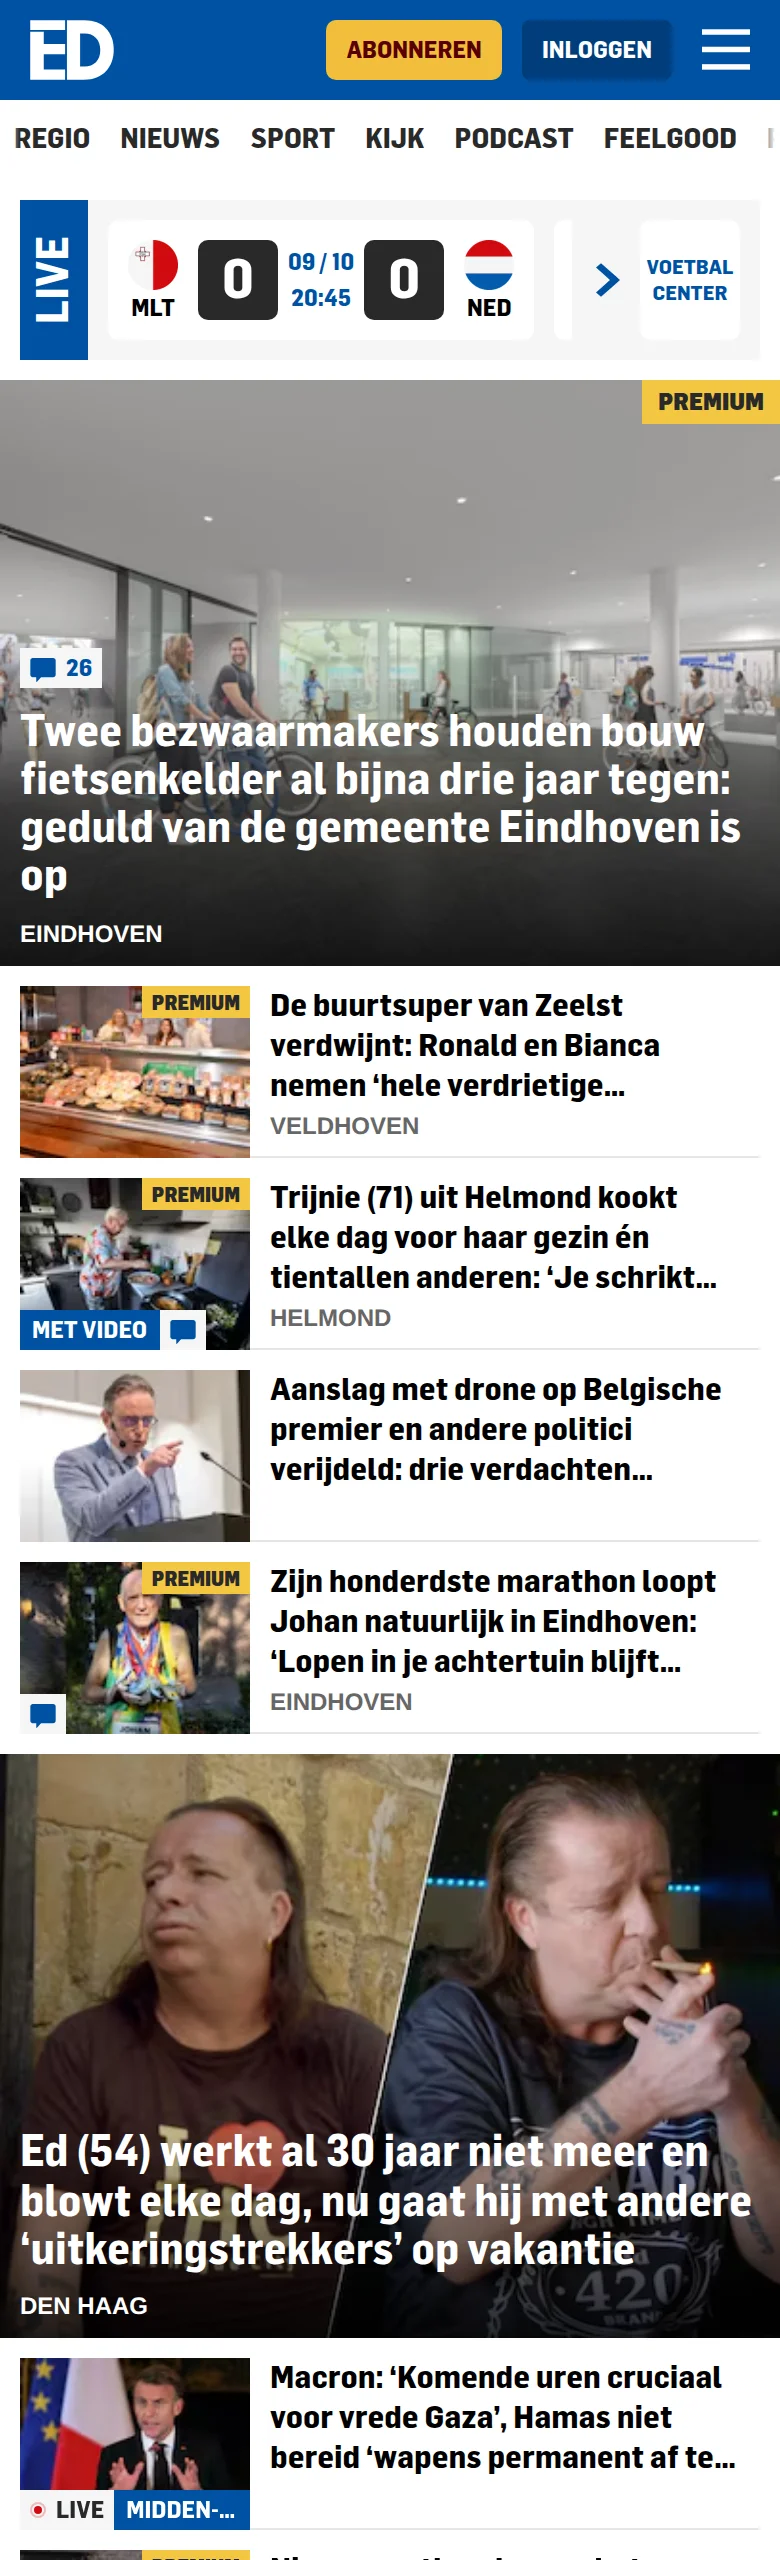 ED
ABONNEREN
INLOGGEN
REGIO NIEUWS SPORT KIJK PODCAST FEELGOOD
LIVE
MLT
0
09 / 10
20:45
0
NED
VOETBAL
CENTER
PREMIUM
26
Twee bezwaarmakers houden bouw
fietsenkelder al bijna drie jaar tegen:
geduld van de gemeente Eindhoven is
op
EINDHOVEN
PREMIUM
De buurtsuper van Zeelst
verdwijnt: Ronald en Bianca
nemen ‘hele verdrietige...
VELDHOVEN
PREMIUM
MET VIDEO
Trijnie (71) uit Helmond kookt
elke dag voor haar gezin én
tientallen anderen: ‘Je schrikt...
HELMOND
Aanslag met drone op Belgische
premier en andere politici
verijdeld: drie verdachten...
PREMIUM
JOHAN
Zijn honderdste marathon loopt
Johan natuurlijk in Eindhoven:
‘Lopen in je achtertuin blijft...
EINDHOVEN
Ed (54) werkt al 30 jaar niet meer en
blowt elke dag, nu gaat hij met andere
‘uitkeringstrekkers’ op vakantie
420
BRAND
DEN HAAG
LIVE
MIDDEN-...
Macron: ‘Komende uren cruciaal
voor vrede Gaza’, Hamas niet
bereid ‘wapens permanent af te...